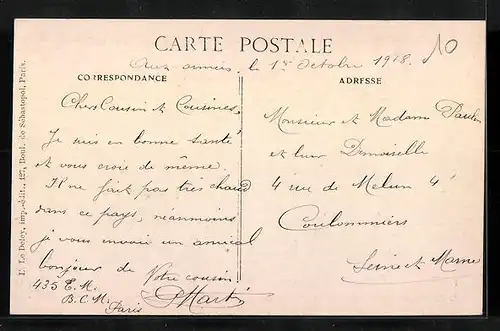 CARTE POSTALE
10
Aux armées, le 1er Octobre 1918.
CORRESPONDANCE
Chers Cousin et Cousines,
Je suis en bonne santé
et vous croie de même.
Il ne fait pas très chaud
dans ce pays, néanmoins
je vous envoie un amical
bonjour de Votre cousin
435 E. M.
B. C. M.
Paris
ADRESSE
Monsieur et Madame
et leur Demoiselle
4 rue de Melun 4
Coulommiers
Seine et Marne
E. Le Deley, imp.-édit., 127, Boul. de Sébastopol, Paris.